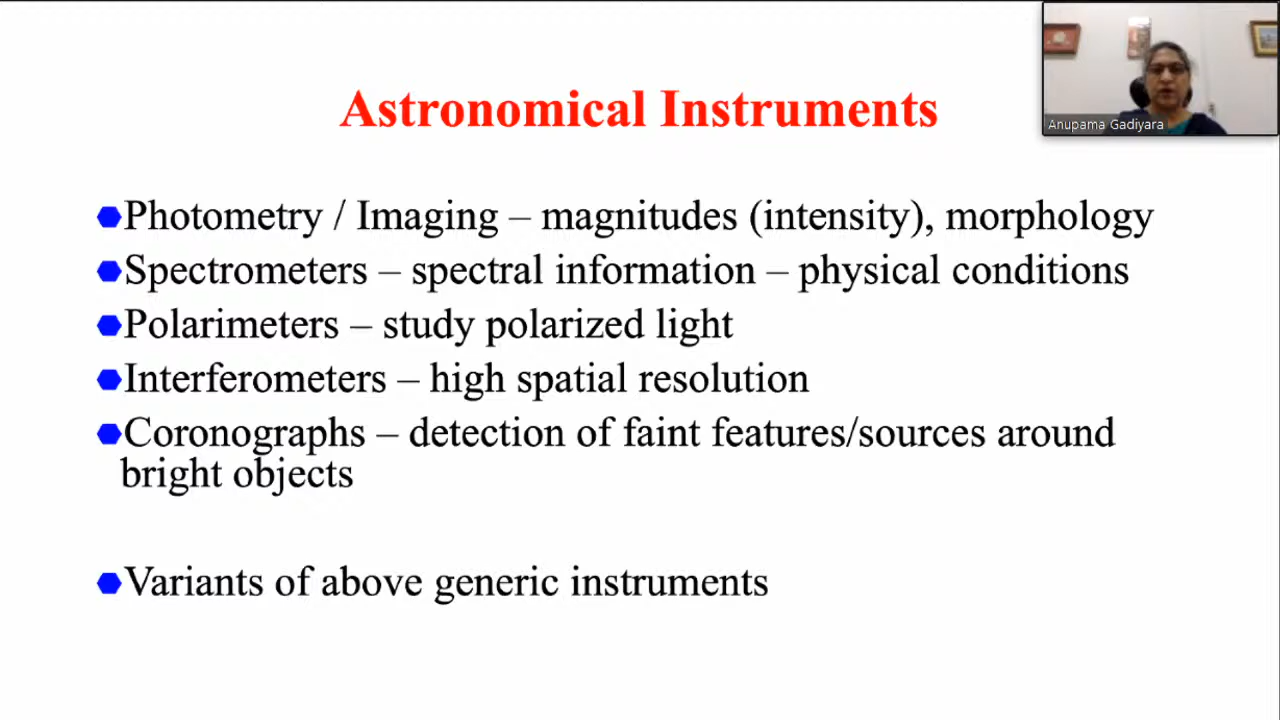 Astronomical Instruments
Anupama Gadiyara
Photometry / Imaging – magnitudes (intensity), morphology
Spectrometers – spectral information – physical conditions
Polarimeters – study polarized light
Interferometers – high spatial resolution
Coronographs – detection of faint features/sources around
bright objects
Variants of above generic instruments